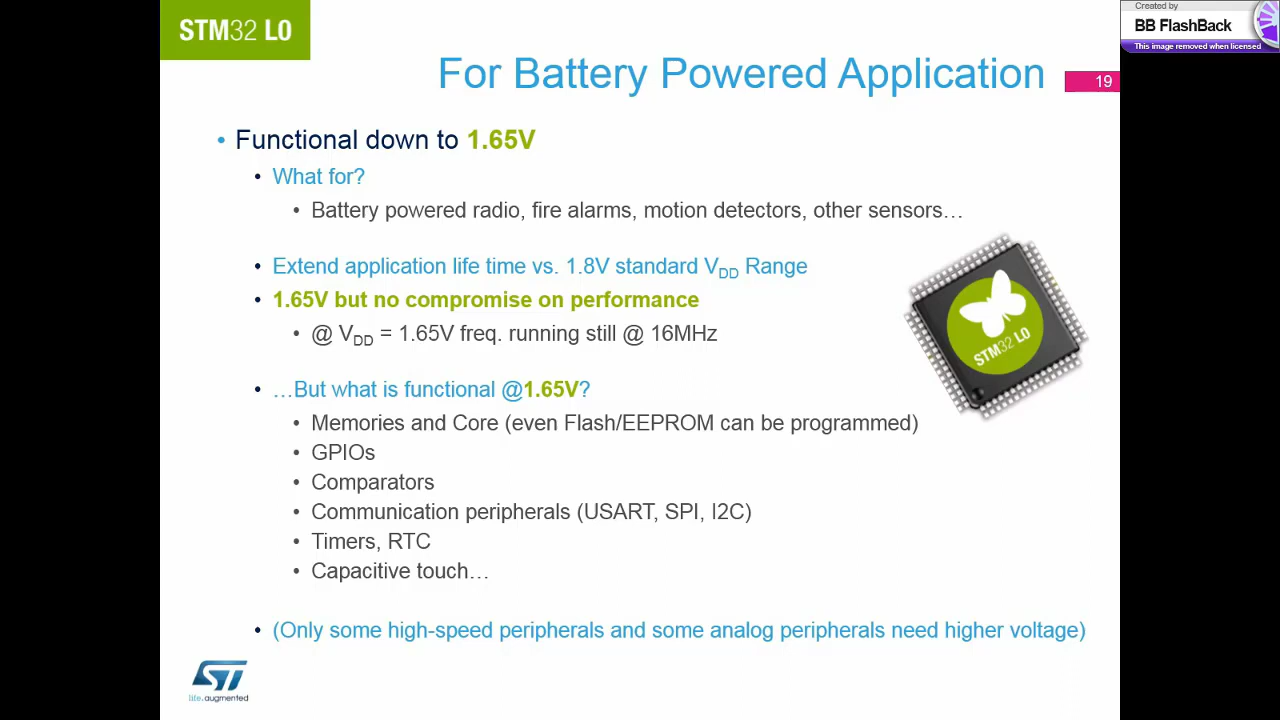 STM32 L0
Created by
BB FlashBack
This image removed when licensed
For Battery Powered Application
19
• Functional down to 1.65V
• What for?
• Battery powered radio, fire alarms, motion detectors, other sensors…
• Extend application life time vs. 1.8V standard VDD Range
• 1.65V but no compromise on performance
• @ VDD = 1.65V freq. running still @ 16MHz
STM32 L0
• …But what is functional @1.65V?
• Memories and Core (even Flash/EEPROM can be programmed)
• GPIOs
• Comparators
• Communication peripherals (USART, SPI, I2C)
• Timers, RTC
• Capacitive touch…
• (Only some high-speed peripherals and some analog peripherals need higher voltage)
ST
life.augmented